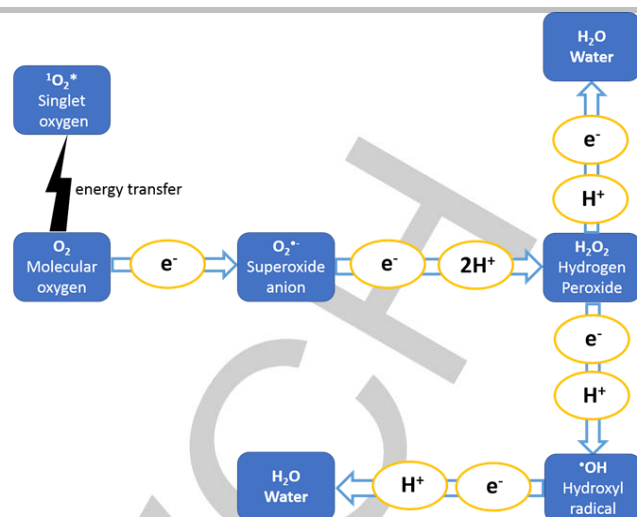 ¹O₂*
Singlet
oxygen
H₂O
Water
energy transfer
e⁻
H⁺
O₂
Molecular
oxygen
e⁻
O₂•⁻
Superoxide
anion
e⁻
2H⁺
H₂O₂
Hydrogen
Peroxide
e⁻
H⁺
H₂O
Water
H⁺
e⁻
•OH
Hydroxyl
radical